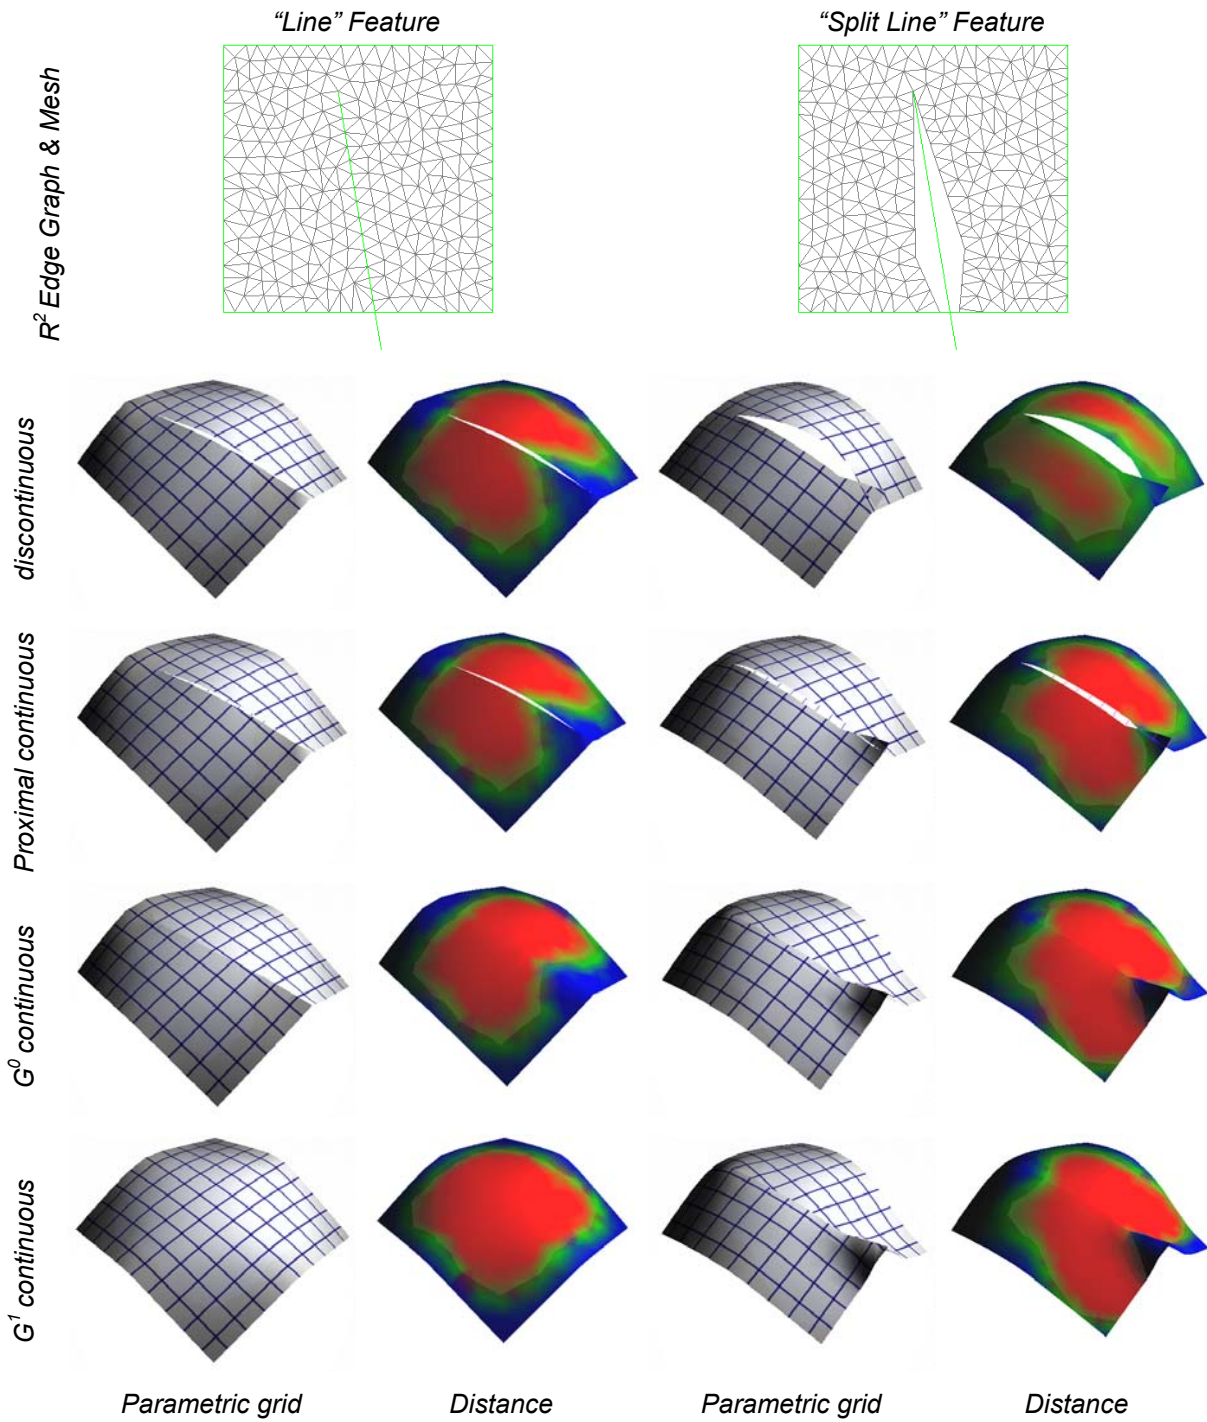 “Line” Feature
“Split Line” Feature
R² Edge Graph & Mesh
discontinuous
Proximal continuous
G⁰ continuous
G¹ continuous
Parametric grid
Distance
Parametric grid
Distance